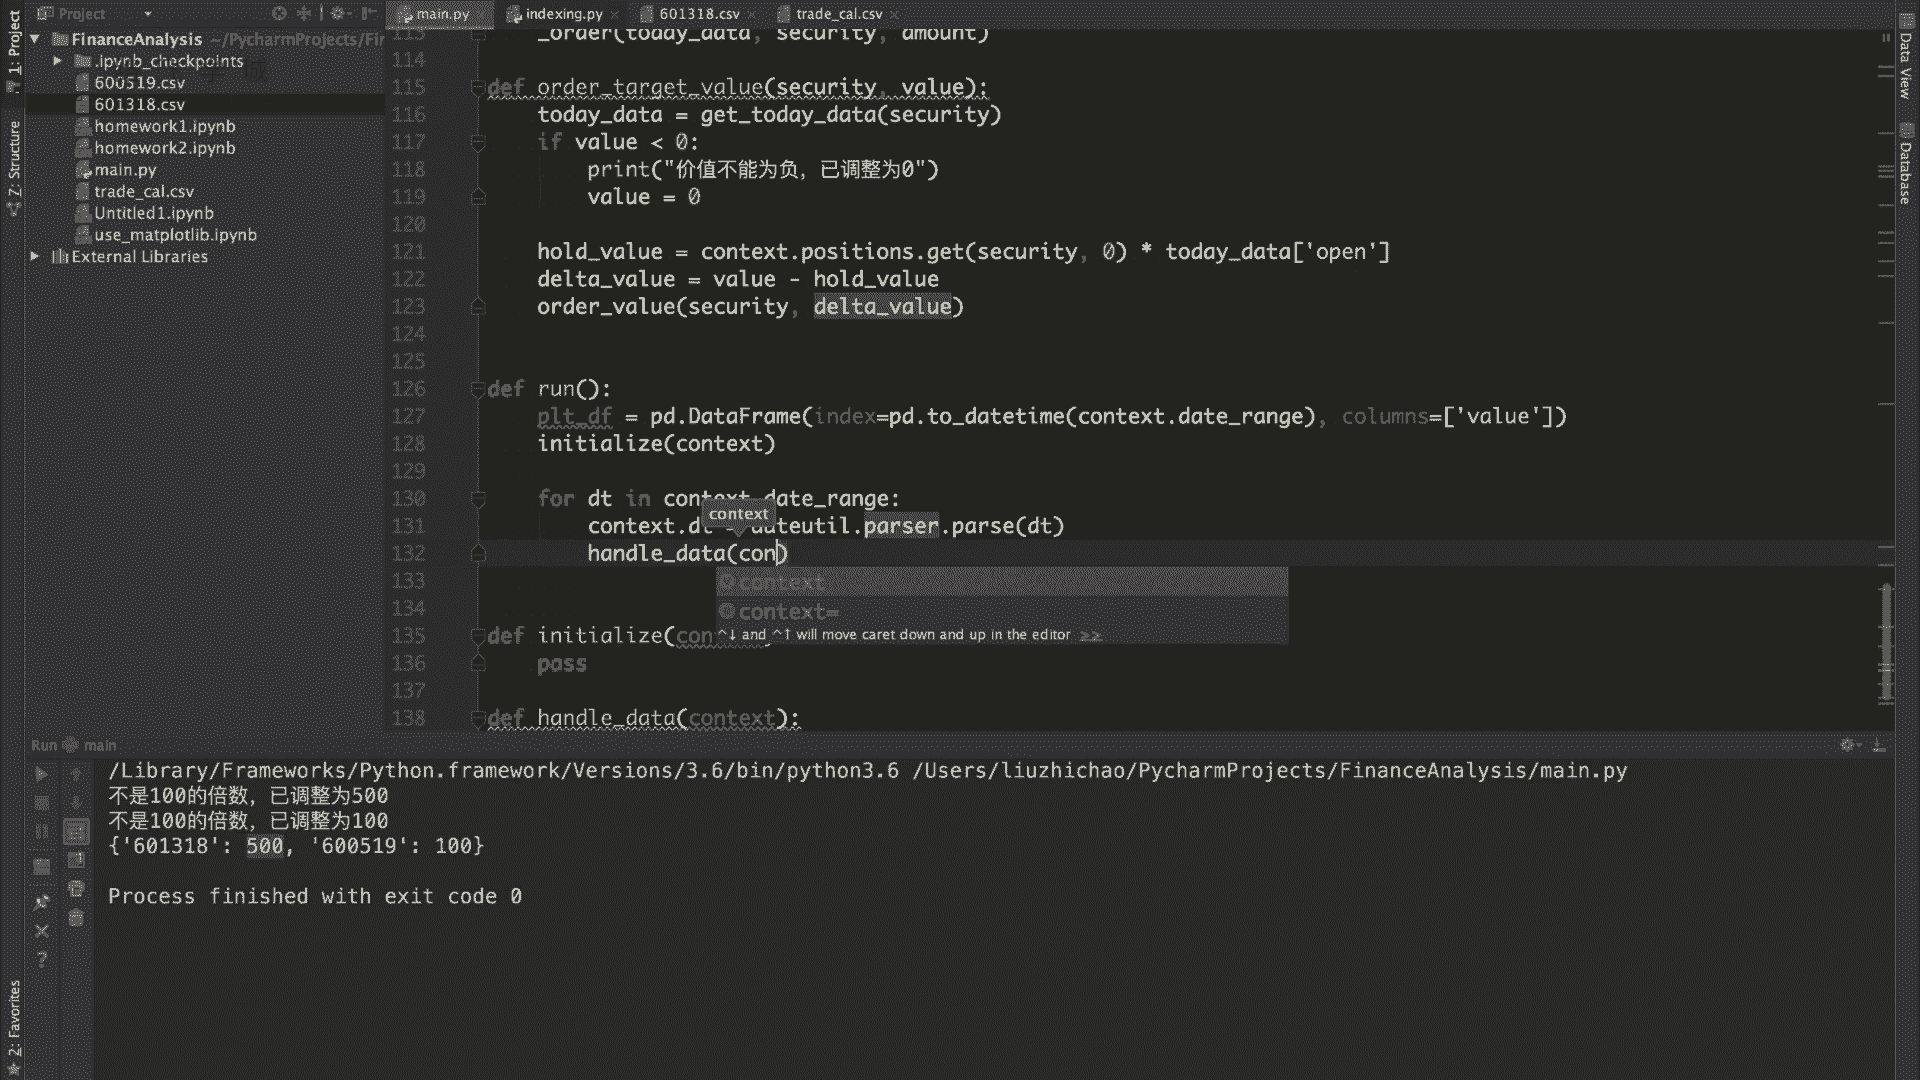 1: Project
Project
main.py
indexing.py
601318.csv
trade_cal.csv
FinanceAnalysis ~/PycharmProjects/Fi
.ipynb_checkpoints
600519.csv
601318.csv
homework1.ipynb
homework2.ipynb
main.py
trade_cal.csv
Untitled1.ipynb
use_matplotlib.ipynb
External Libraries
Z: Structure
2: Favorites
Data View
Database
113 _order(today_data, security, amount)
114
115 def order_target_value(security, value):
116 today_data = get_today_data(security)
117 if value < 0:
118 print("价值不能为负，已调整为0")
119 value = 0
120
121 hold_value = context.positions.get(security, 0) * today_data['open']
122 delta_value = value - hold_value
123 order_value(security, delta_value)
124
125
126 def run():
127 plt_df = pd.DataFrame(index=pd.to_datetime(context.date_range), columns=['value'])
128 initialize(context)
129
130 for dt in context.date_range:
context
131 context.dt = dateutil.parser.parse(dt)
132 handle_data(con)
133 context
134 context=
^↓ and ^↑ will move caret down and up in the editor >>
135 def initialize(con
136 pass
137
138 def handle_data(context):
Run main
/Library/Frameworks/Python.framework/Versions/3.6/bin/python3.6 /Users/liuzhichao/PycharmProjects/FinanceAnalysis/main.py
不是100的倍数，已调整为500
不是100的倍数，已调整为100
{'601318': 500, '600519': 100}
Process finished with exit code 0